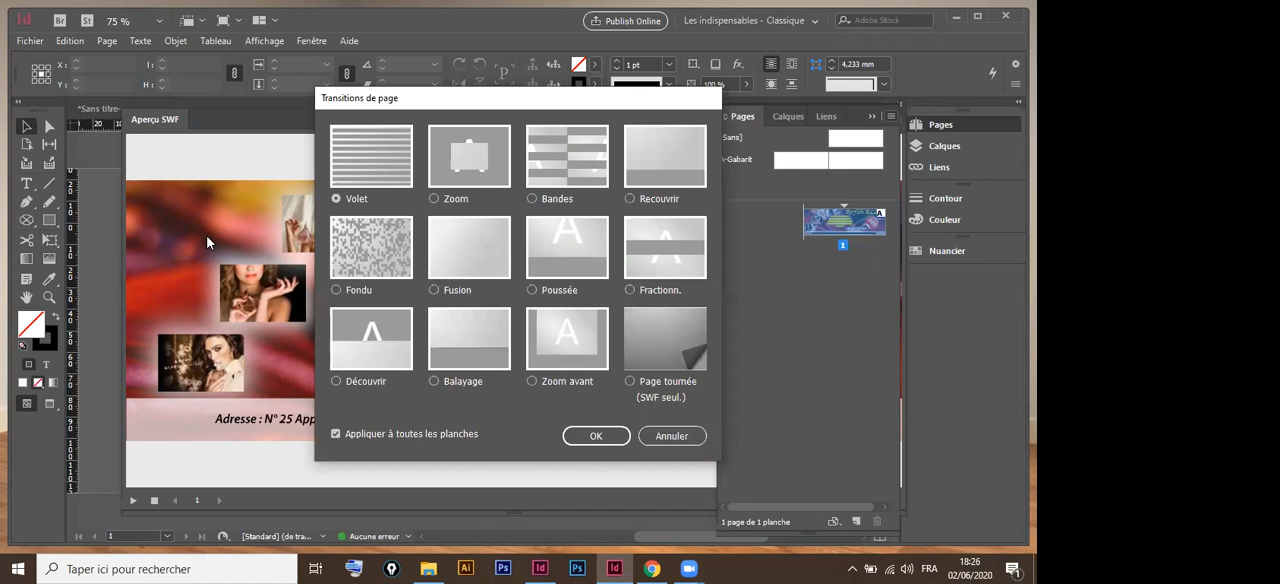 Id Br St 75 % Publish Online Les indispensables - Classique Adobe Stock
Fichier Edition Page Texte Objet Tableau Affichage Fenêtre Aide
X : I : 1 pt fx. 4,233 mm
Y : H : P 100 %
Transitions de page
*Sans titre-
Aperçu SWF
Pages Calques Liens
[Sans]
A-Gabarit
Volet Zoom Bandes Recouvrir
Fondu Fusion Poussée Fractionn.
Découvrir Balayage Zoom avant Page tournée
(SWF seul.)
Appliquer à toutes les planches
OK Annuler
A
1
Pages
Calques
Liens
Contour
Couleur
Nuancier
Adresse : N° 25 App
1
1 page de 1 planche
1 [Standard] (de tra... Aucune erreur
Taper ici pour rechercher
Ai Ps Id Ps Id
FRA
18:26
02/06/2020
1